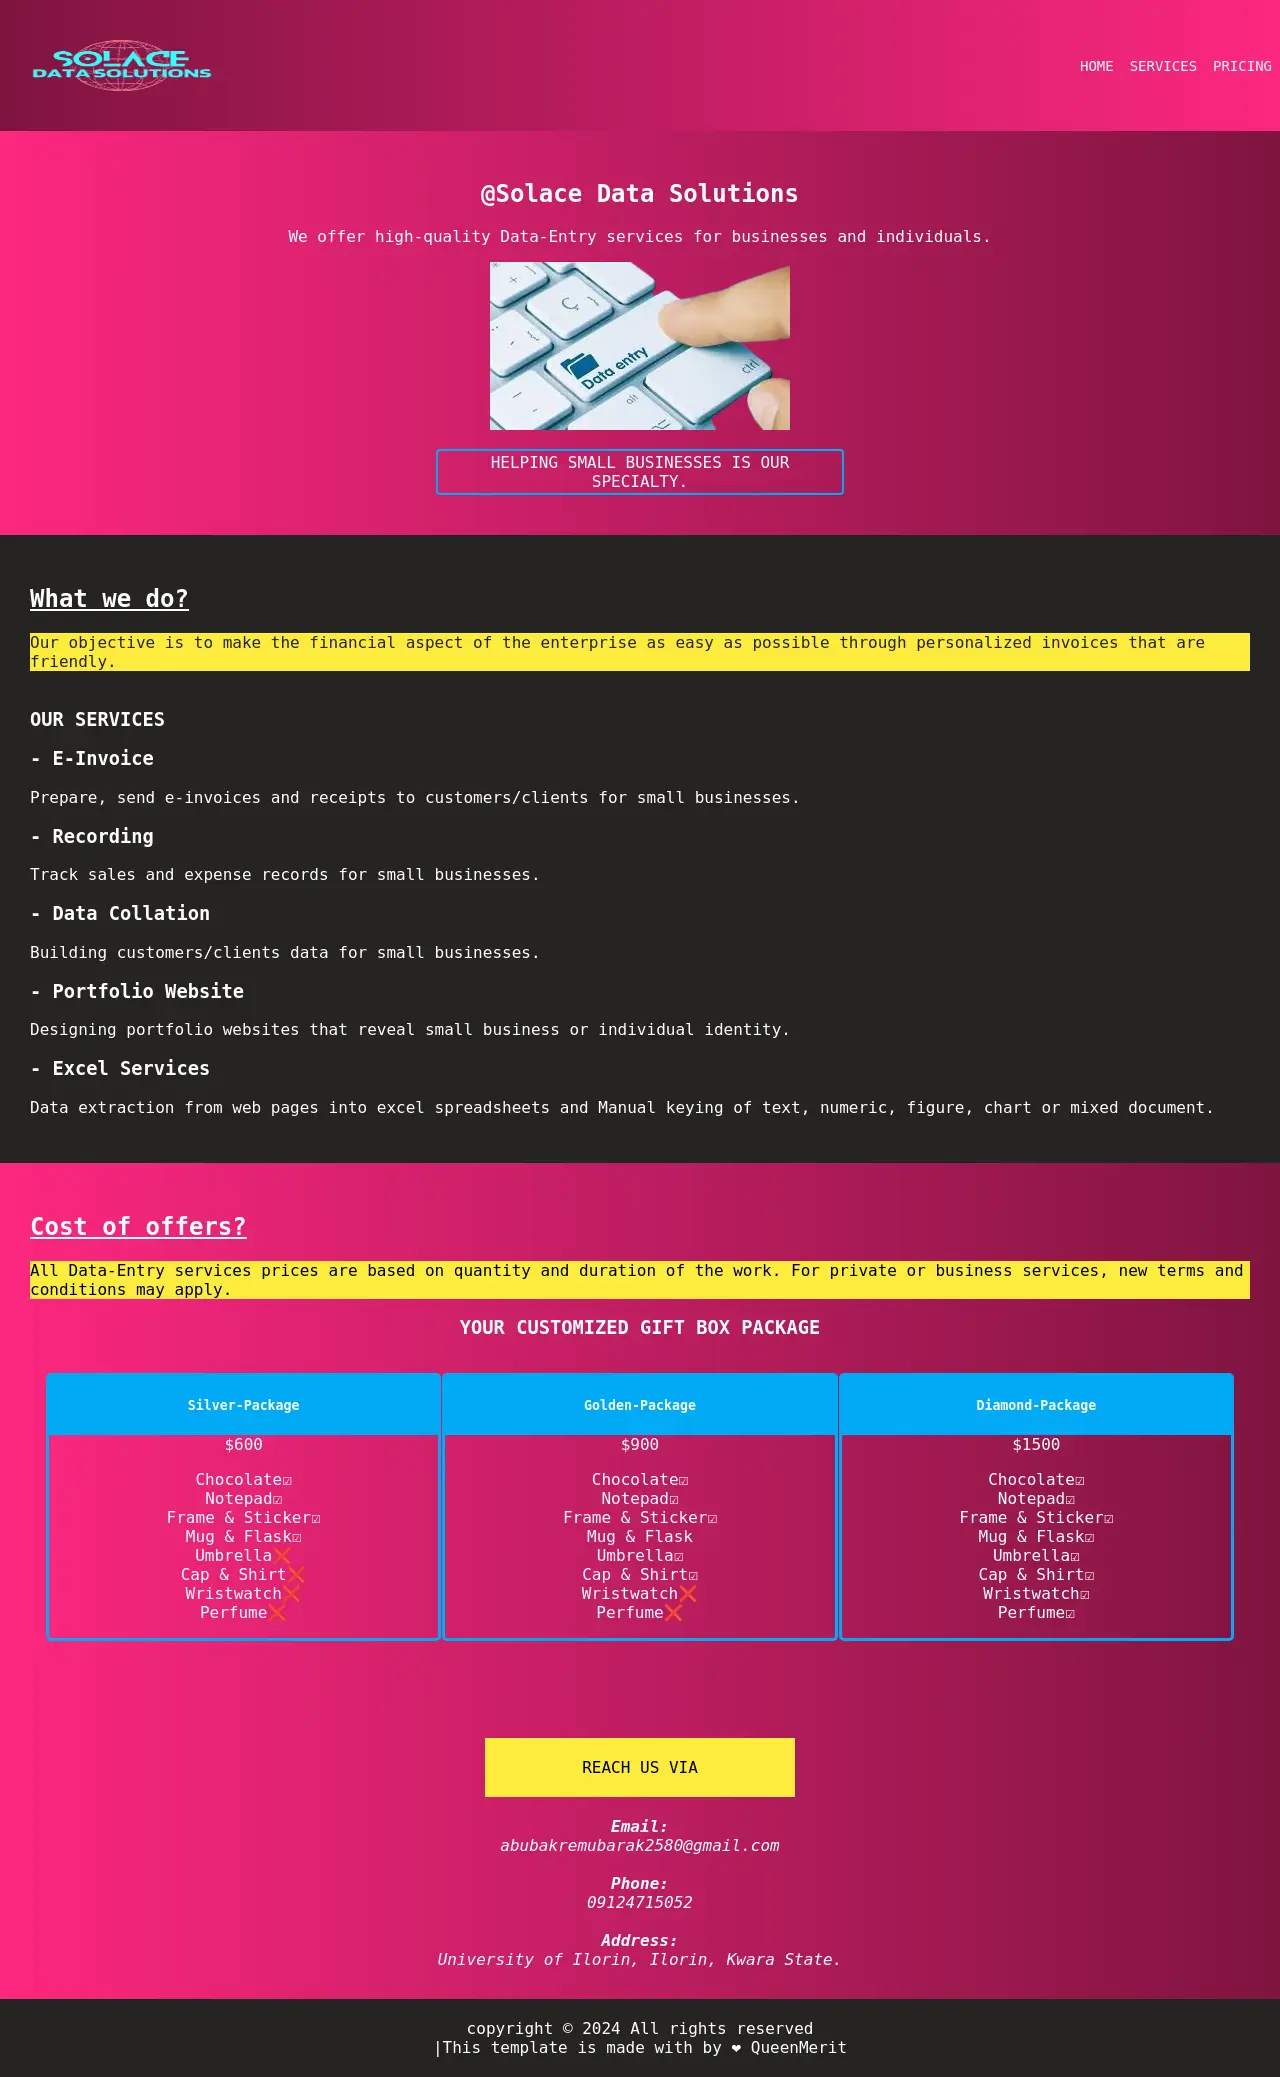 SOLACE
DATA SOLUTIONS
HOME SERVICES PRICING
@Solace Data Solutions
We offer high-quality Data-Entry services for businesses and individuals.
Data entry
ctrl
alt
HELPING SMALL BUSINESSES IS OUR
SPECIALTY.
What we do?
Our objective is to make the financial aspect of the enterprise as easy as possible through personalized invoices that are
friendly.
OUR SERVICES
- E-Invoice
Prepare, send e-invoices and receipts to customers/clients for small businesses.
- Recording
Track sales and expense records for small businesses.
- Data Collation
Building customers/clients data for small businesses.
- Portfolio Website
Designing portfolio websites that reveal small business or individual identity.
- Excel Services
Data extraction from web pages into excel spreadsheets and Manual keying of text, numeric, figure, chart or mixed document.
Cost of offers?
All Data-Entry services prices are based on quantity and duration of the work. For private or business services, new terms and
conditions may apply.
YOUR CUSTOMIZED GIFT BOX PACKAGE
Silver-Package
$600
Chocolate☑
Notepad☑
Frame & Sticker☑
Mug & Flask☑
Umbrella❌
Cap & Shirt❌
Wristwatch❌
Perfume❌
Golden-Package
$900
Chocolate☑
Notepad☑
Frame & Sticker☑
Mug & Flask
Umbrella☑
Cap & Shirt☑
Wristwatch❌
Perfume❌
Diamond-Package
$1500
Chocolate☑
Notepad☑
Frame & Sticker☑
Mug & Flask☑
Umbrella☑
Cap & Shirt☑
Wristwatch☑
Perfume☑
REACH US VIA
Email:
abubakremubarak2580@gmail.com
Phone:
09124715052
Address:
University of Ilorin, Ilorin, Kwara State.
copyright © 2024 All rights reserved
|This template is made with by ❤ QueenMerit